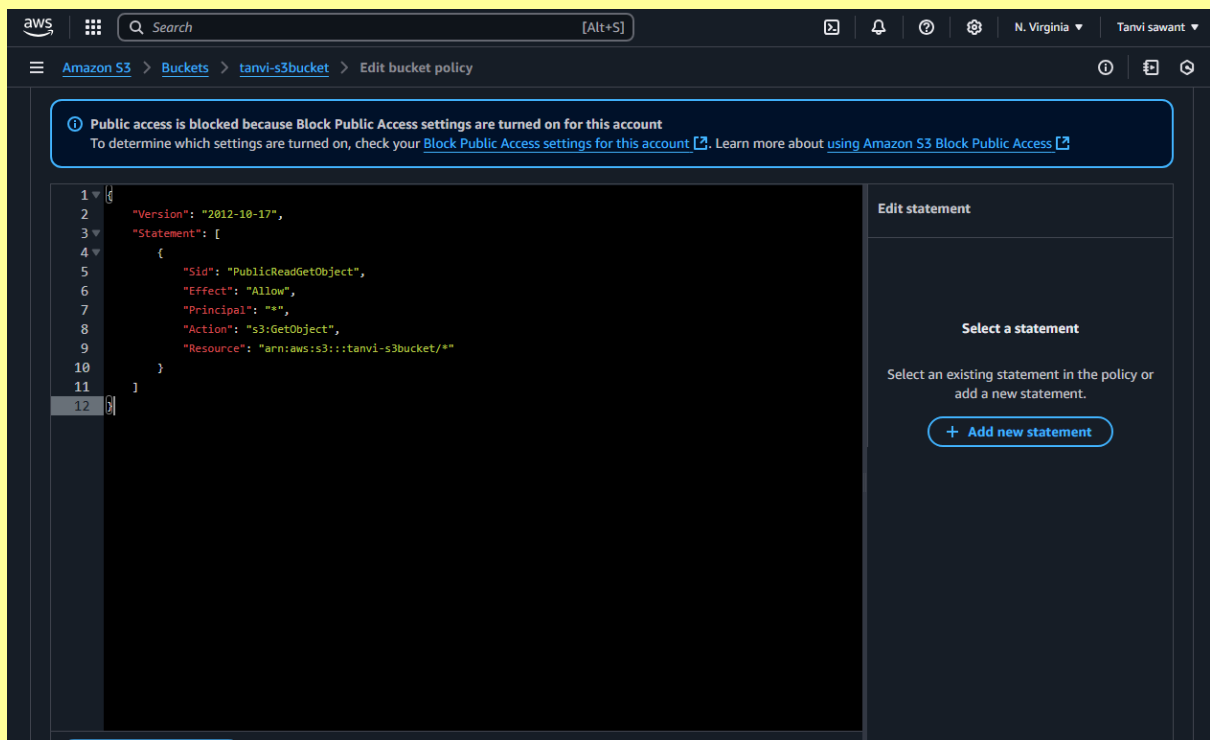 aws
Search [Alt+S]
N. Virginia
Tanvi sawant
Amazon S3 > Buckets > tanvi-s3bucket > Edit bucket policy
Public access is blocked because Block Public Access settings are turned on for this account
To determine which settings are turned on, check your Block Public Access settings for this account. Learn more about using Amazon S3 Block Public Access
1 {
2 "Version": "2012-10-17",
3 "Statement": [
4 {
5 "Sid": "PublicReadGetObject",
6 "Effect": "Allow",
7 "Principal": "*",
8 "Action": "s3:GetObject",
9 "Resource": "arn:aws:s3:::tanvi-s3bucket/*"
10 }
11 ]
12 }
Edit statement
Select a statement
Select an existing statement in the policy or
add a new statement.
+ Add new statement